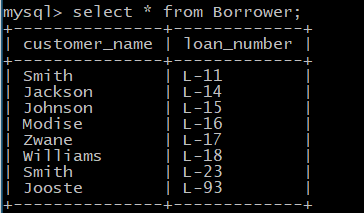 mysql> select * from Borrower;
+---------------+-------------+
| customer_name | loan_number |
+---------------+-------------+
| Smith         | L-11        |
| Jackson       | L-14        |
| Johnson       | L-15        |
| Modise        | L-16        |
| Zwane         | L-17        |
| Williams      | L-18        |
| Smith         | L-23        |
| Jooste        | L-93        |
+---------------+-------------+